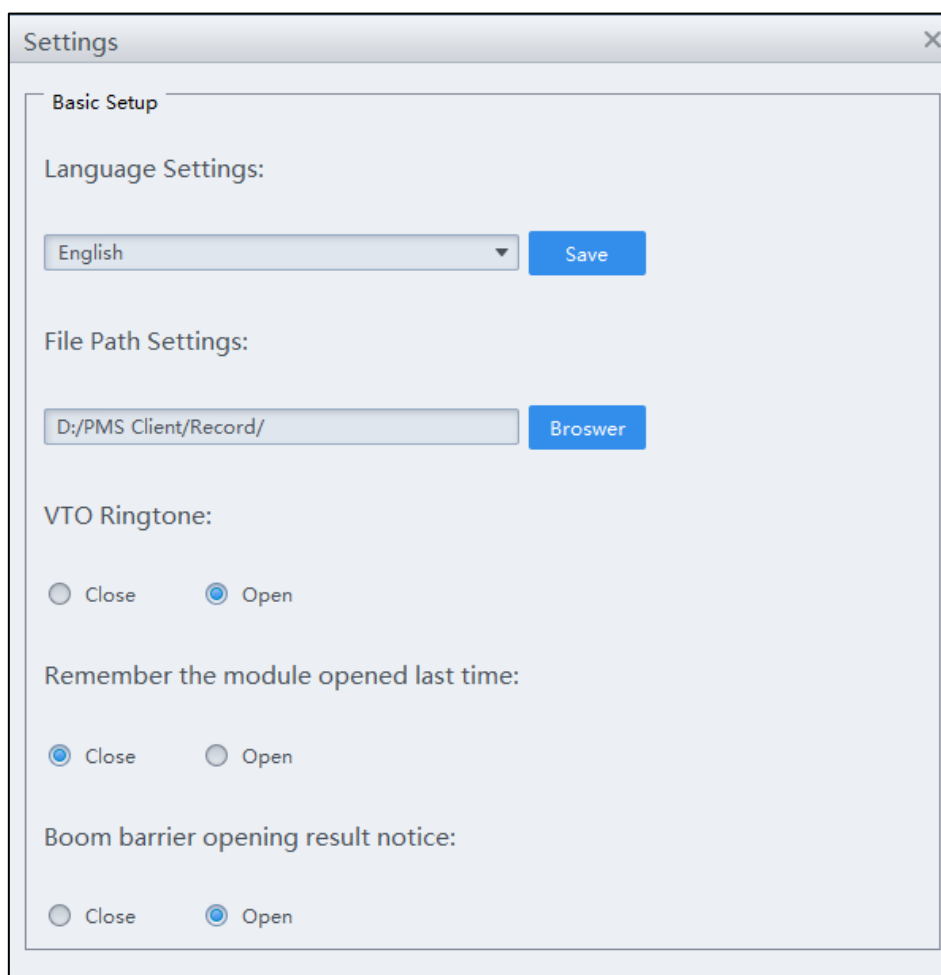 Settings
Basic Setup
Language Settings:
English Save
File Path Settings:
D:/PMS Client/Record/ Broswer
VTO Ringtone:
Close Open
Remember the module opened last time:
Close Open
Boom barrier opening result notice:
Close Open